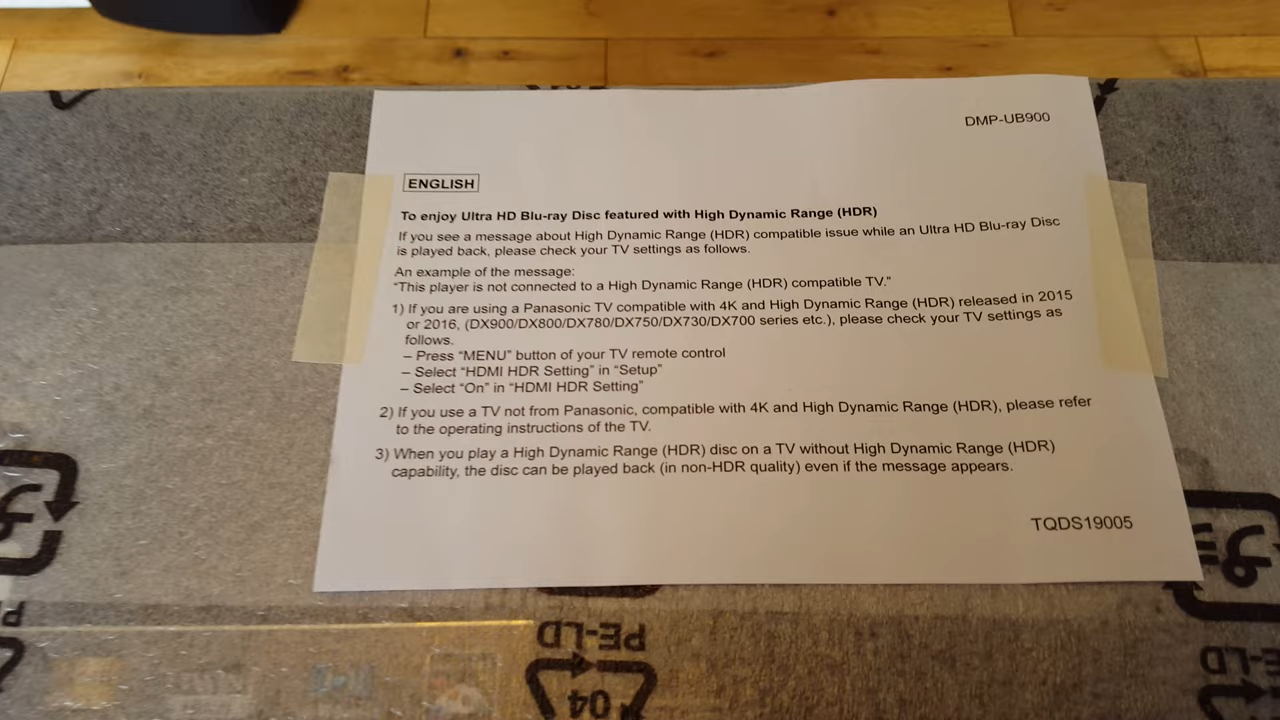 DMP-UB900
ENGLISH
To enjoy Ultra HD Blu-ray Disc featured with High Dynamic Range (HDR)
If you see a message about High Dynamic Range (HDR) compatible issue while an Ultra HD Blu-ray Disc
is played back, please check your TV settings as follows.
An example of the message:
“This player is not connected to a High Dynamic Range (HDR) compatible TV.”
1) If you are using a Panasonic TV compatible with 4K and High Dynamic Range (HDR) released in 2015
or 2016, (DX900/DX800/DX780/DX750/DX730/DX700 series etc.), please check your TV settings as
follows.
– Press “MENU” button of your TV remote control
– Select “HDMI HDR Setting” in “Setup”
– Select “On” in “HDMI HDR Setting”
2) If you use a TV not from Panasonic, compatible with 4K and High Dynamic Range (HDR), please refer
to the operating instructions of the TV.
3) When you play a High Dynamic Range (HDR) disc on a TV without High Dynamic Range (HDR)
capability, the disc can be played back (in non-HDR quality) even if the message appears.
TQDS19005
PE-LD
04
PE-LD